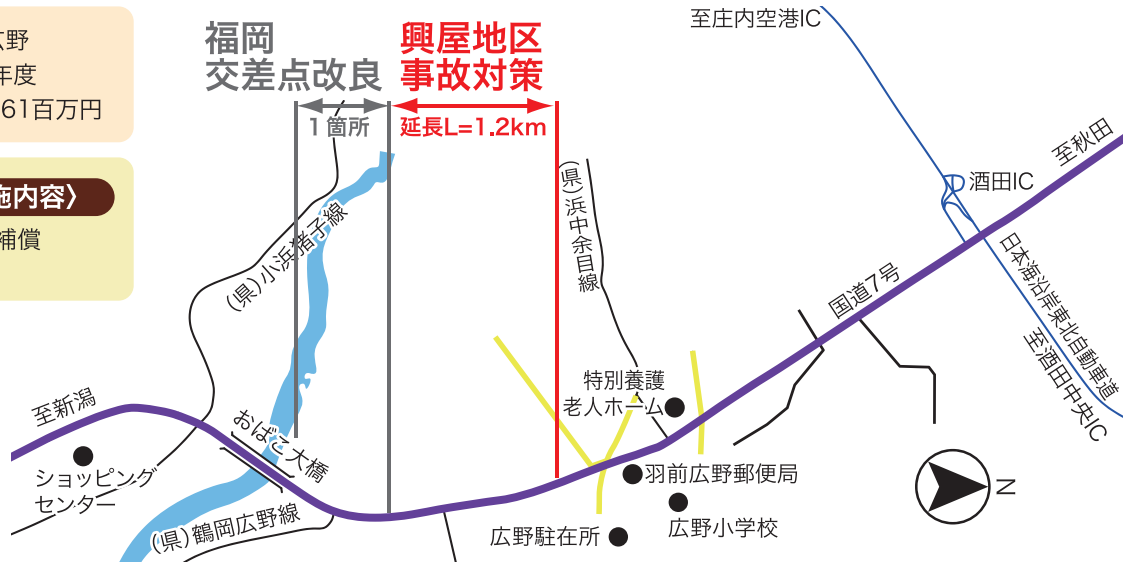 広野
年度
61百万円
施内容〉
補償
福岡
交差点改良
1箇所
興屋地区
事故対策
延長L=1.2km
至庄内空港IC
至秋田
酒田IC
日本海沿岸東北自動車道
至酒田中央IC
国道7号
(県)浜中余目線
(県)小浜猪子線
特別養護
老人ホーム
至新潟
おばこ大橋
ショッピング
センター
(県)鶴岡広野線
羽前広野郵便局
広野小学校
広野駐在所
N